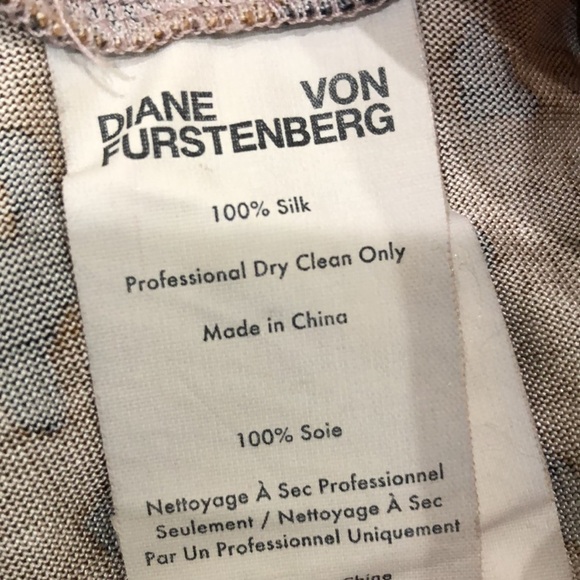 DIANE VON
FURSTENBERG
100% Silk
Professional Dry Clean Only
Made in China
100% Soie
Nettoyage À Sec Professionnel
Seulement / Nettoyage À Sec
Par Un Professionnel Uniquement
Chine